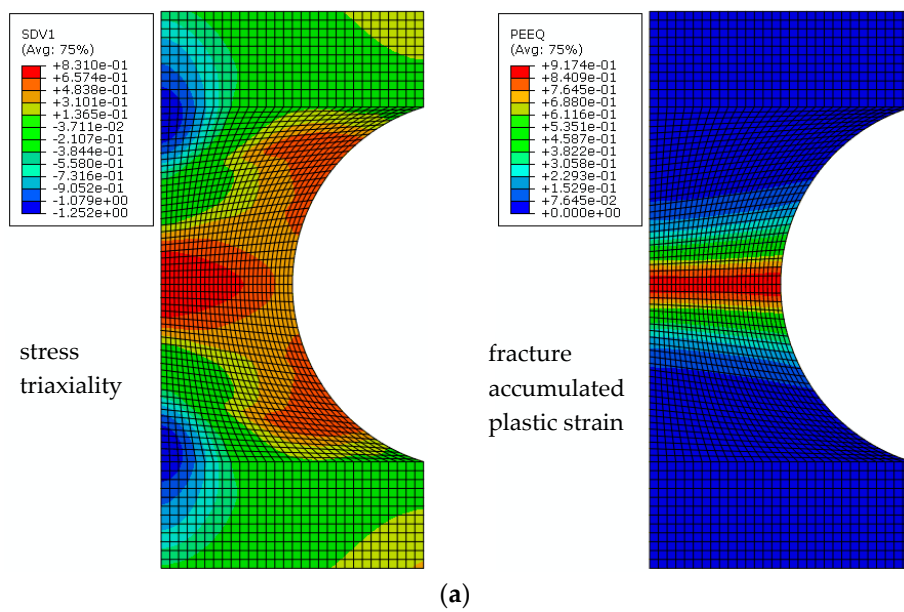 SDV1
(Avg: 75%)
+8.310e-01
+6.574e-01
+4.838e-01
+3.101e-01
+1.365e-01
-3.711e-02
-2.107e-01
-3.844e-01
-5.580e-01
-7.316e-01
-9.052e-01
-1.079e+00
-1.252e+00
stress
triaxiality
PEEQ
(Avg: 75%)
+9.174e-01
+8.409e-01
+7.645e-01
+6.880e-01
+6.116e-01
+5.351e-01
+4.587e-01
+3.822e-01
+3.058e-01
+2.293e-01
+1.529e-01
+7.645e-02
+0.000e+00
fracture
accumulated
plastic strain
(a)